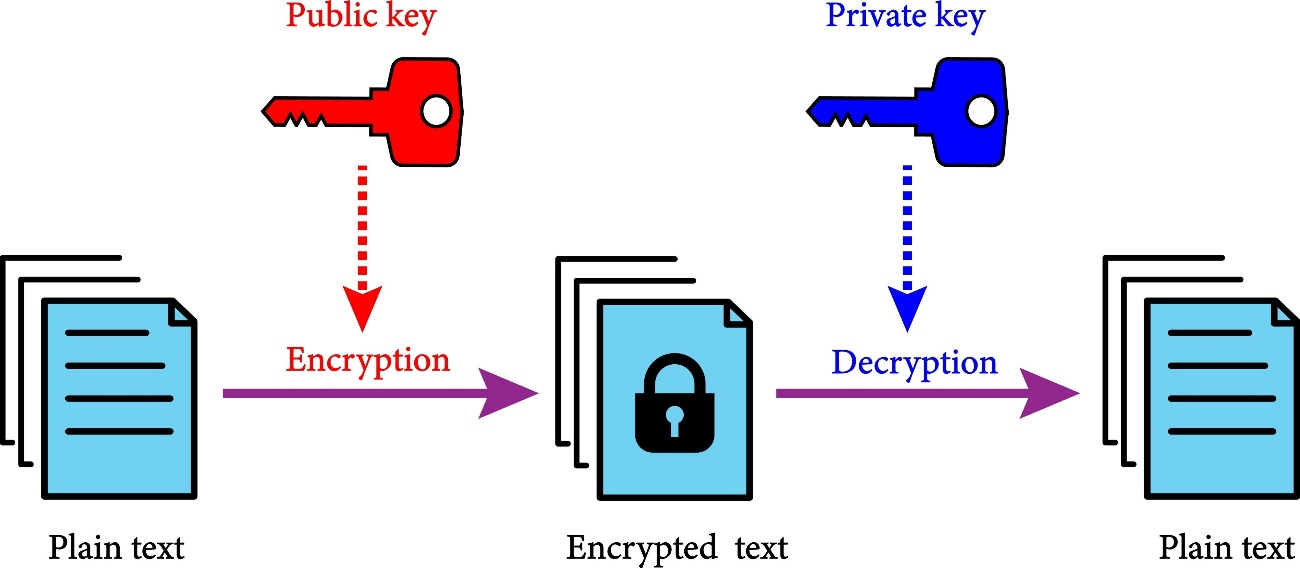 Public key
Private key
Encryption
Decryption
Plain text
Encrypted text
Plain text